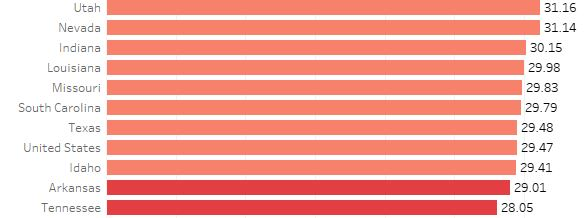 Utah 31.16
Nevada 31.14
Indiana 30.15
Louisiana 29.98
Missouri 29.83
South Carolina 29.79
Texas 29.48
United States 29.47
Idaho 29.41
Arkansas 29.01
Tennessee 28.05